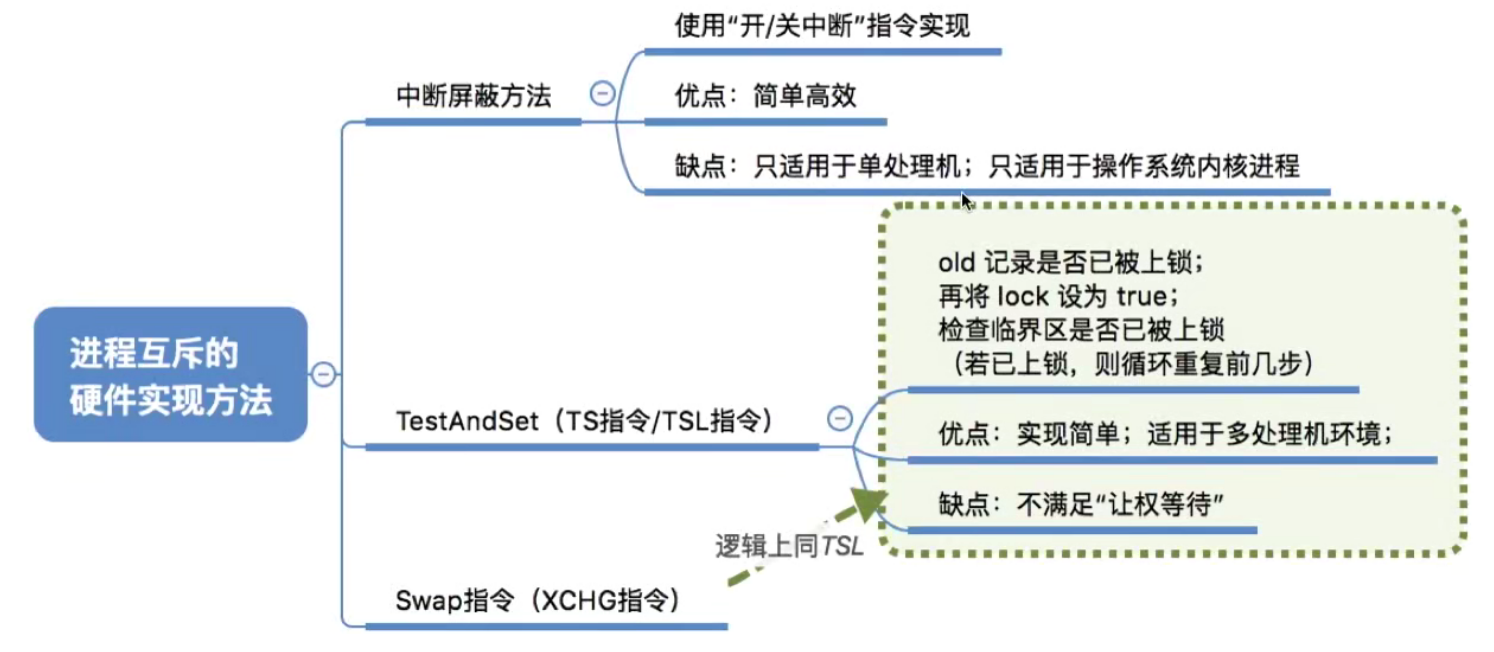 使用“开/关中断”指令实现
中断屏蔽方法
优点：简单高效
缺点：只适用于单处理机；只适用于操作系统内核进程
old 记录是否已被上锁；
再将 lock 设为 true；
检查临界区是否已被上锁
（若已上锁，则循环重复前几步）
进程互斥的
硬件实现方法
TestAndSet（TS指令/TSL指令）
优点：实现简单；适用于多处理机环境；
缺点：不满足“让权等待”
逻辑上同TSL
Swap指令（XCHG指令）